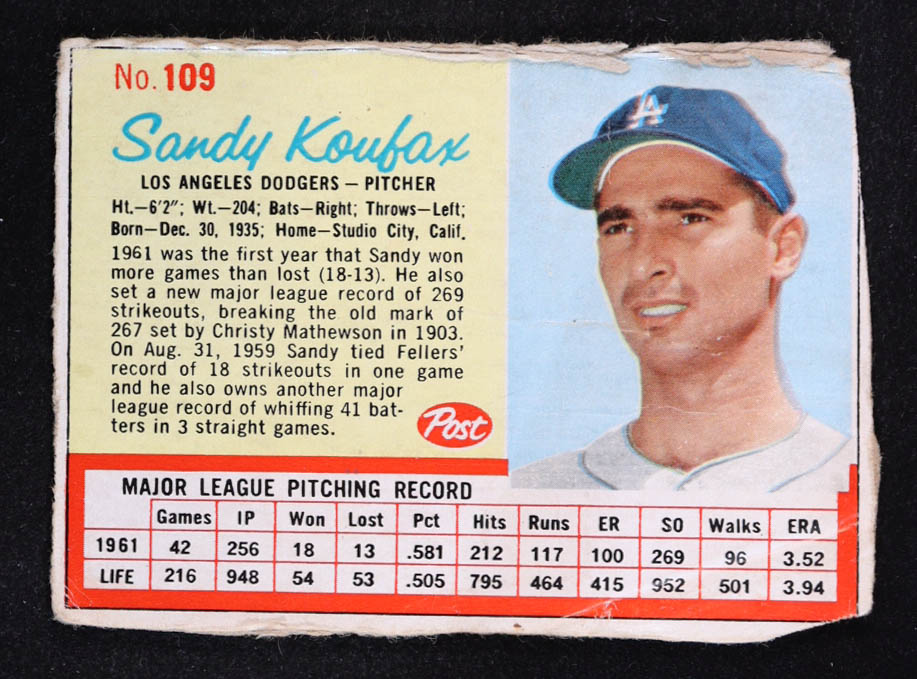 No. 109
Sandy Koufax
LOS ANGELES DODGERS — PITCHER
Ht.—6'2"; Wt.—204; Bats—Right; Throws—Left;
Born—Dec. 30, 1935; Home—Studio City, Calif.
1961 was the first year that Sandy won
more games than lost (18-13). He also
set a new major league record of 269
strikeouts, breaking the old mark of
267 set by Christy Mathewson in 1903.
On Aug. 31, 1959 Sandy tied Fellers'
record of 18 strikeouts in one game
and he also owns another major
league record of whiffing 41 bat-
ters in 3 straight games.
Post
LA
MAJOR LEAGUE PITCHING RECORD
Games IP Won Lost Pct Hits Runs ER SO Walks ERA
1961 42 256 18 13 .581 212 117 100 269 96 3.52
LIFE 216 948 54 53 .505 795 464 415 952 501 3.94